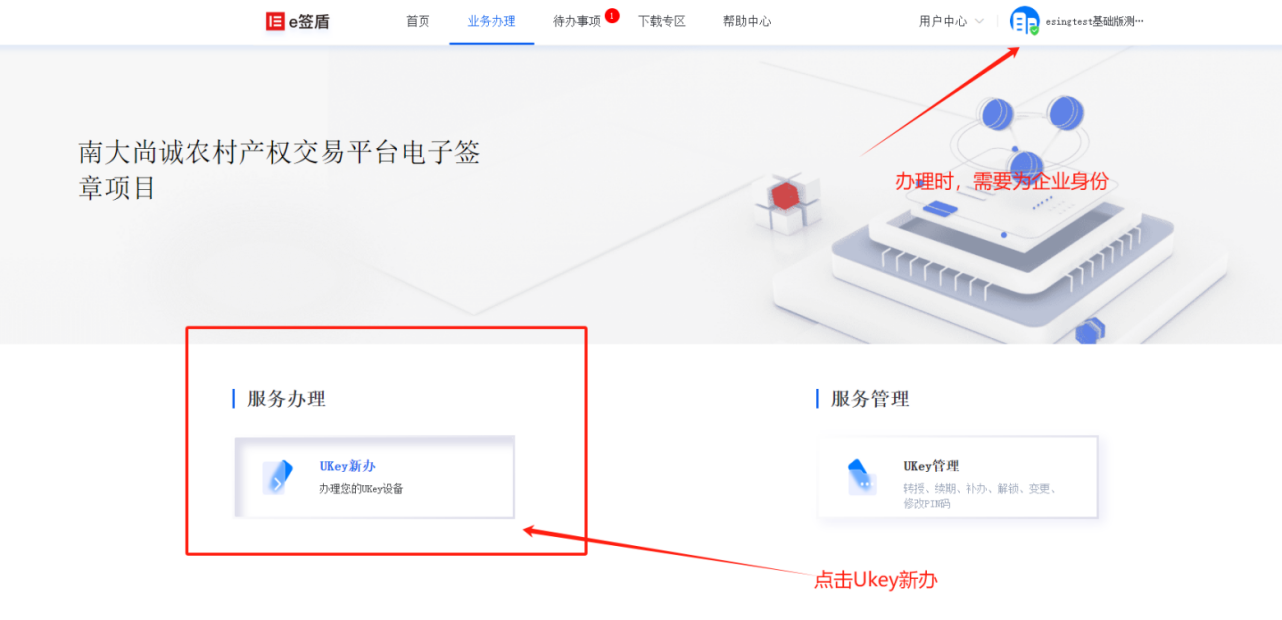 e签盾 首页 业务办理 待办事项 1 下载专区 帮助中心 用户中心 esingtest基础版测…
南大尚诚农村产权交易平台电子签
章项目
办理时，需要为企业身份
服务办理
UKey新办
办理您的UKey设备
服务管理
UKey管理
转授、续期、补办、解锁、变更、
修改PIN码
点击Ukey新办